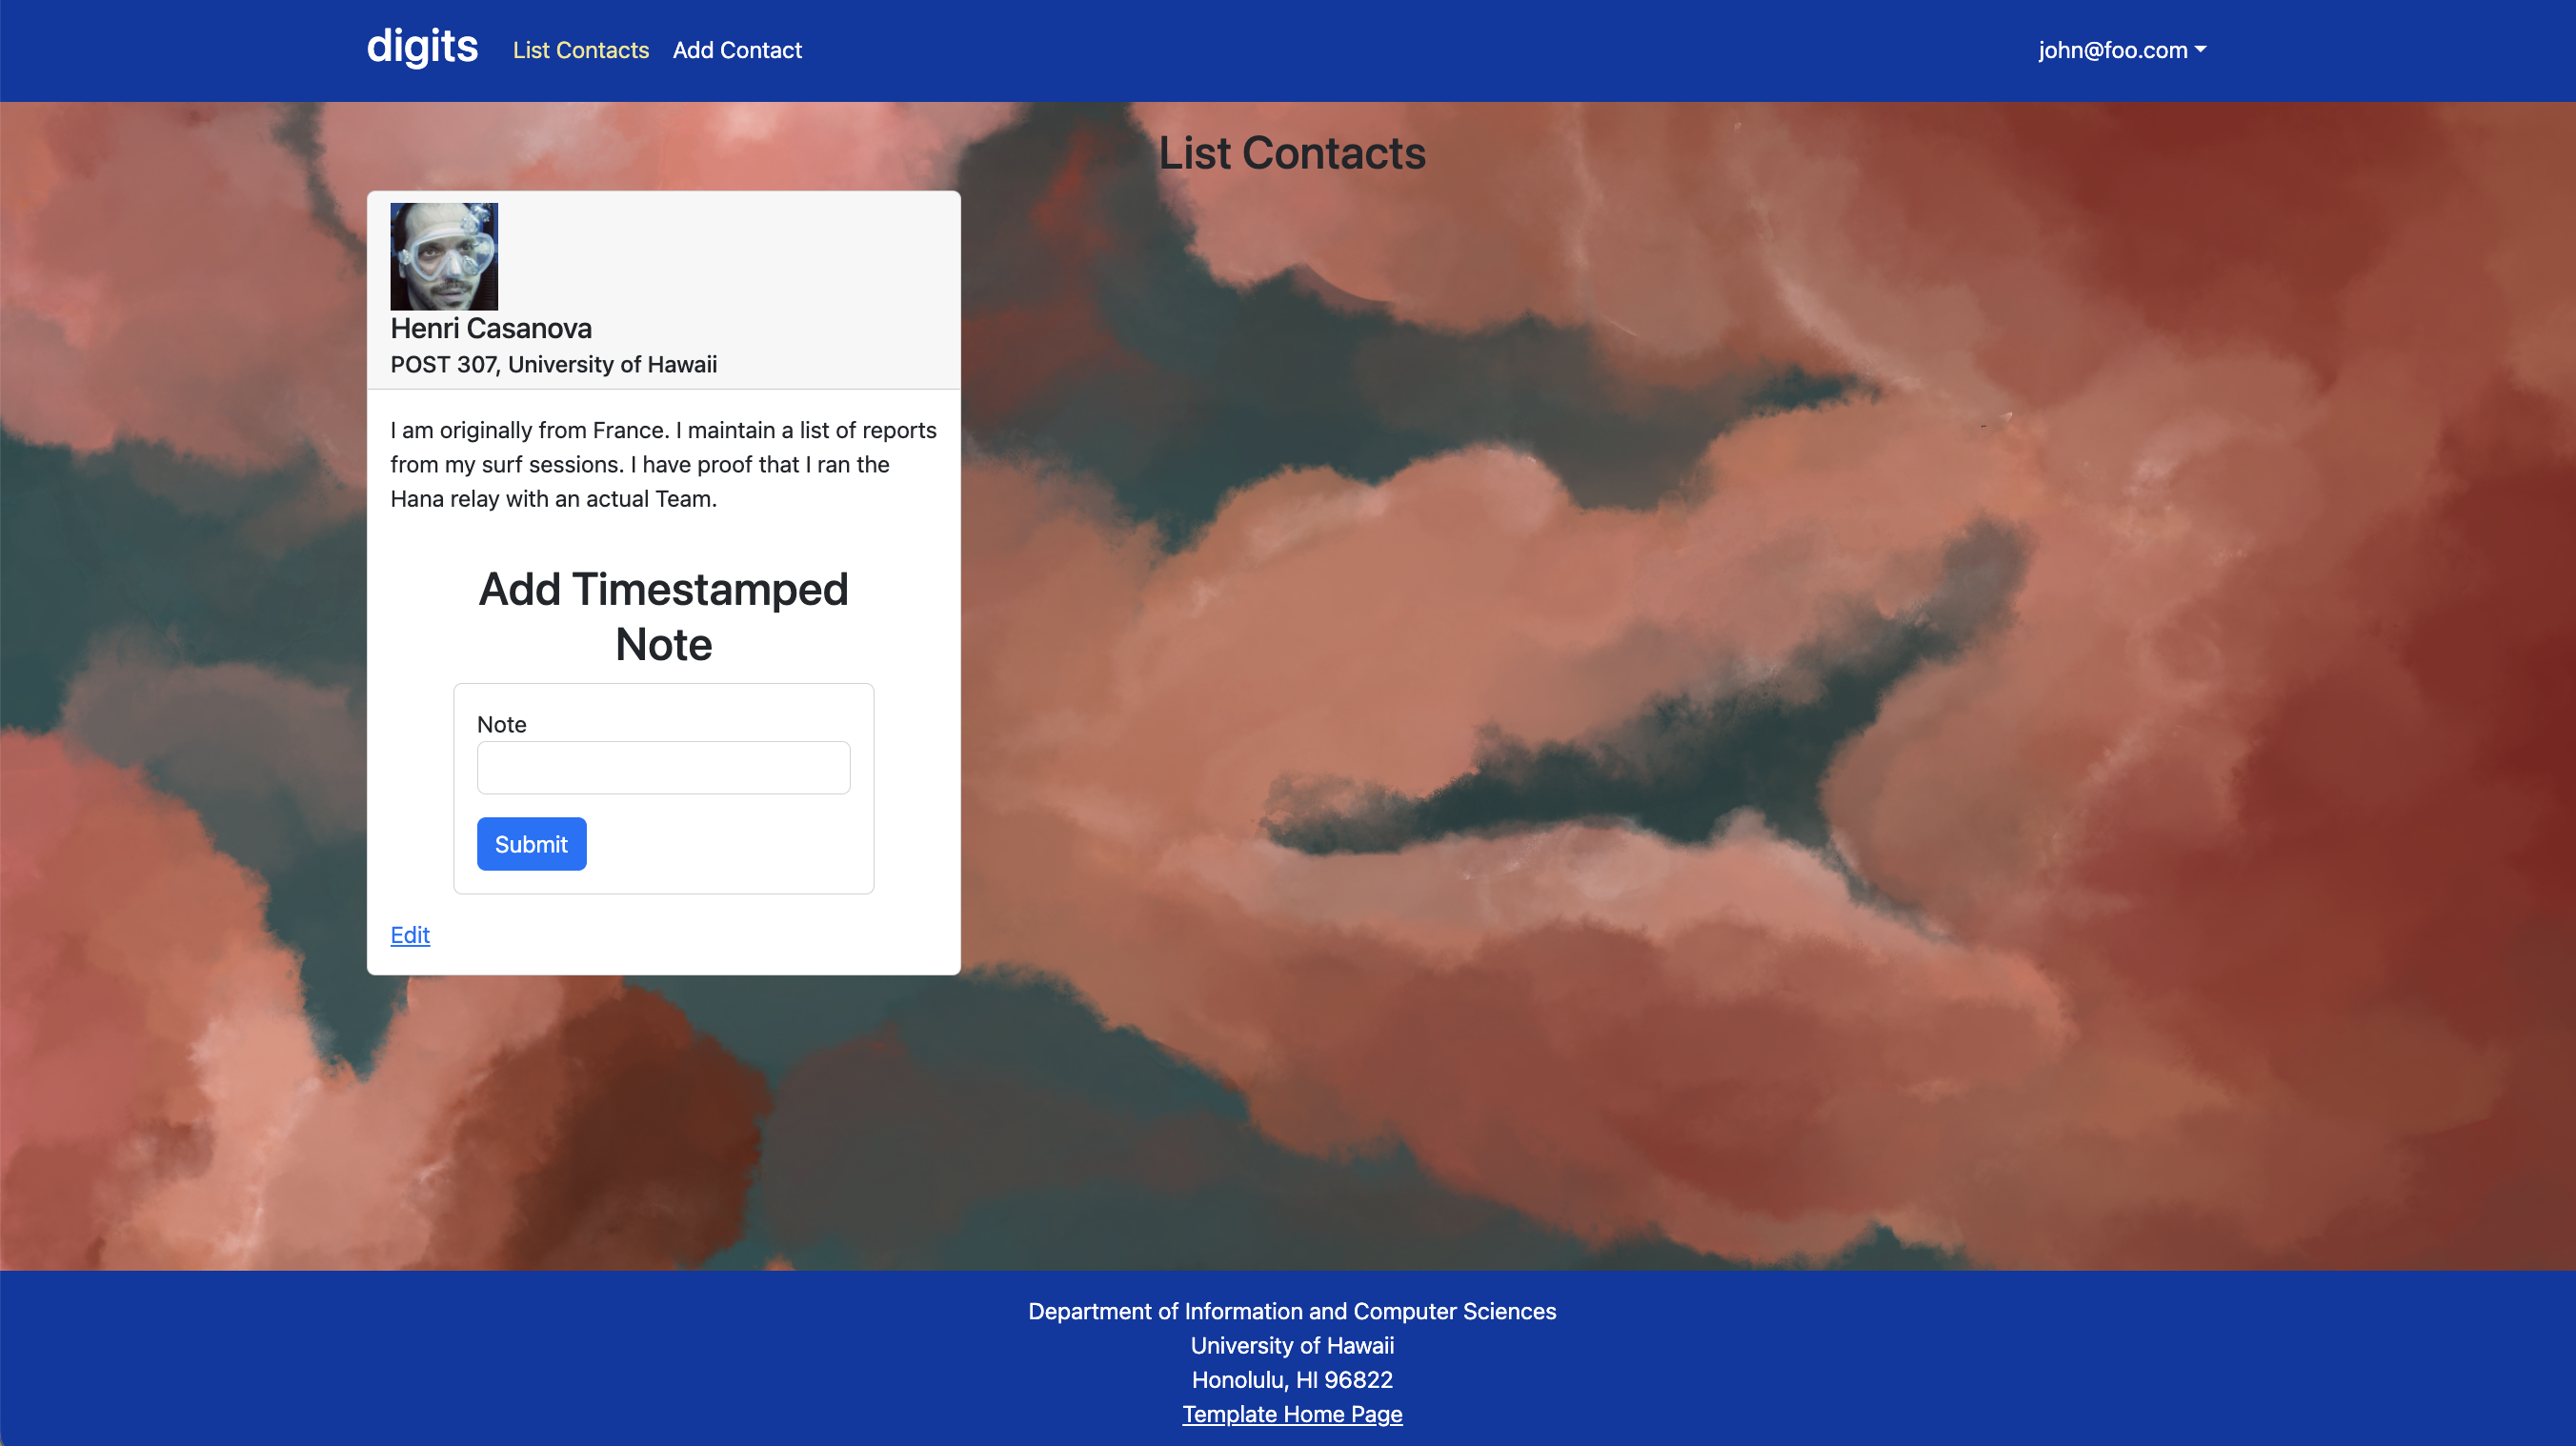 digits List Contacts Add Contact john@foo.com
List Contacts
Henri Casanova
POST 307, University of Hawaii
I am originally from France. I maintain a list of reports
from my surf sessions. I have proof that I ran the
Hana relay with an actual Team.
Add Timestamped
Note
Note
Submit
Edit
Department of Information and Computer Sciences
University of Hawaii
Honolulu, HI 96822
Template Home Page